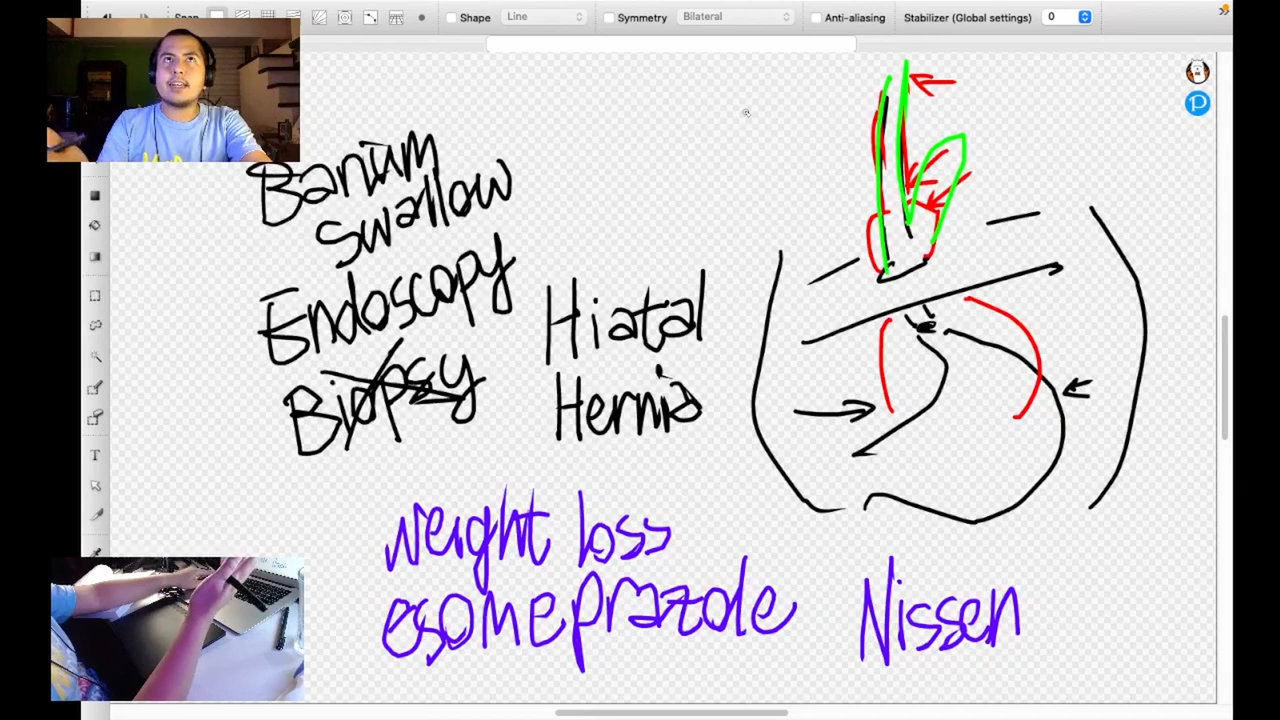 Snap
Shape
Line
Symmetry
Bilateral
Anti-aliasing
Stabilizer (Global settings)
0
Barium
Swallow
Endoscopy
Biopsy
Hiatal
Hernia
weight loss
esomeprazole
Nissen
T
P